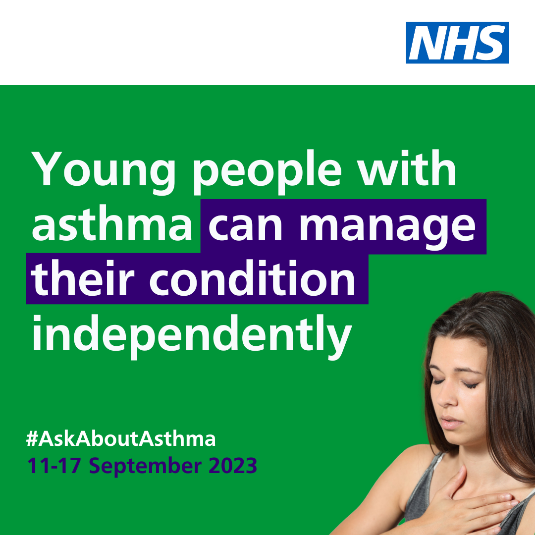 NHS
Young people with
asthma can manage
their condition
independently
#AskAboutAsthma
11-17 September 2023